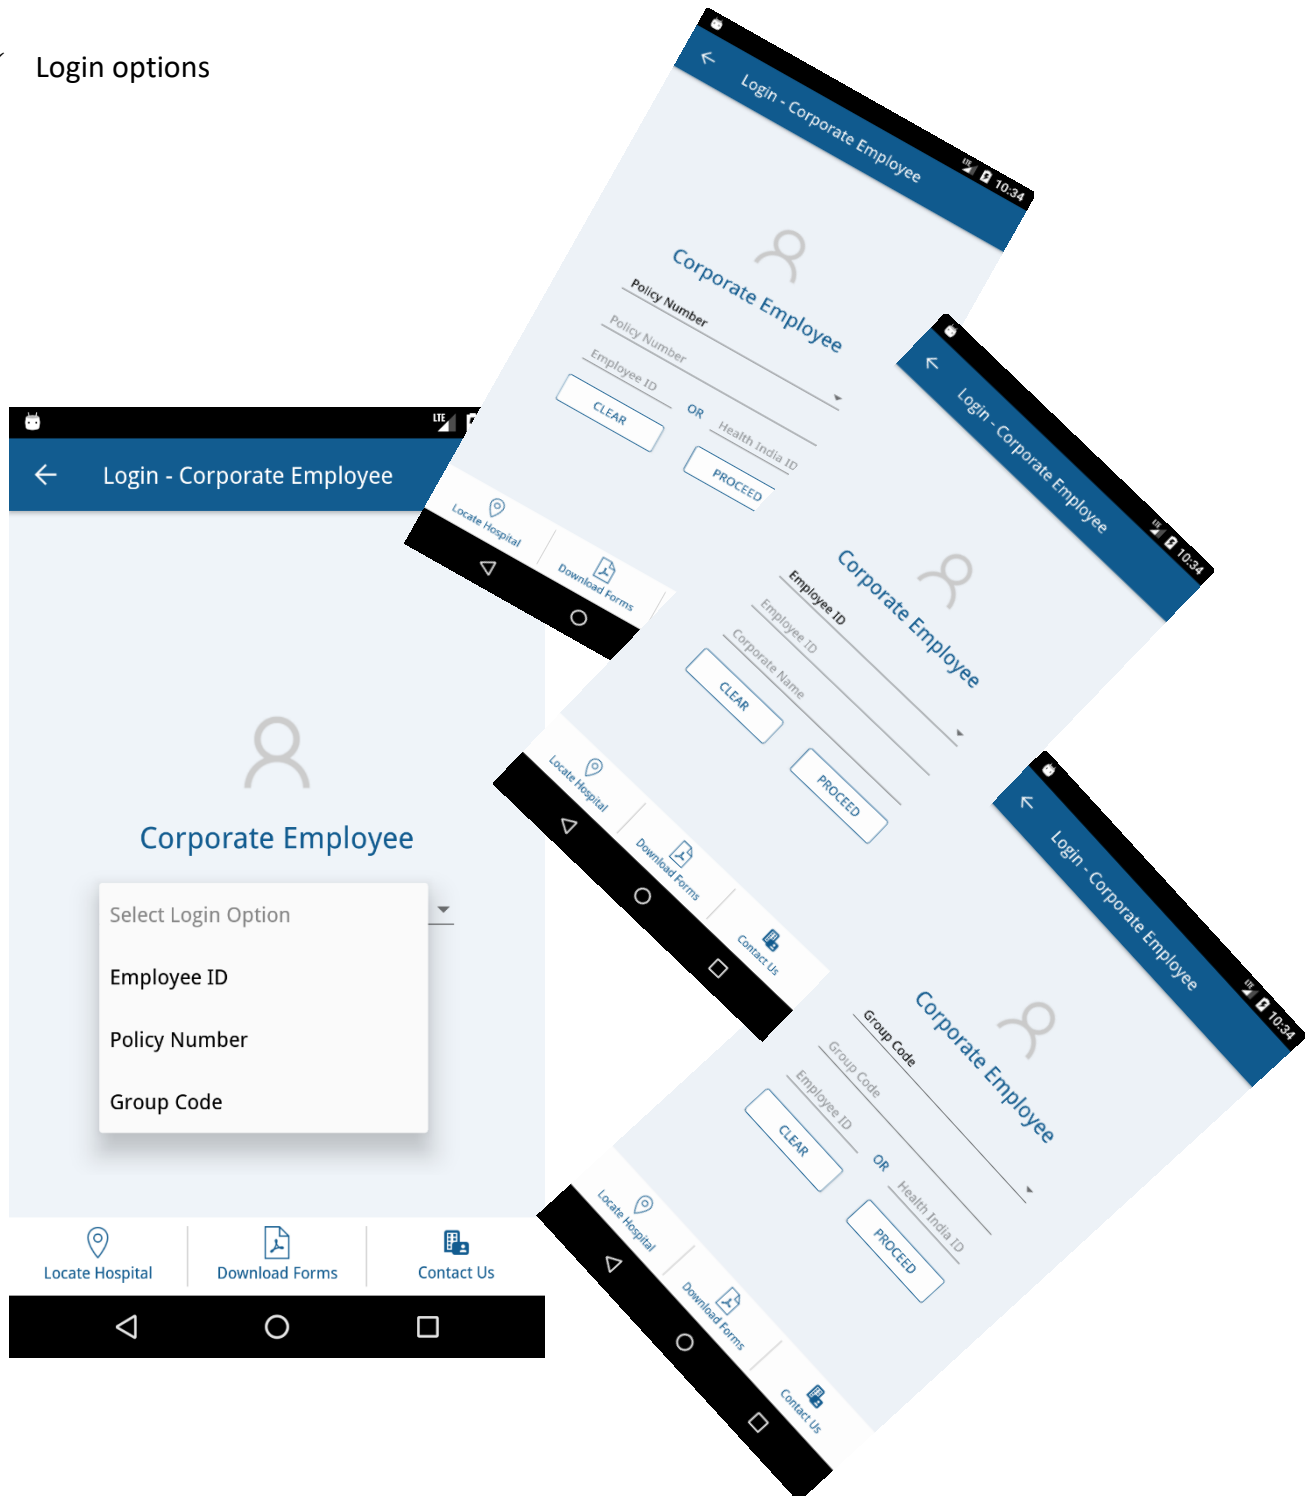 Login options
LTE
Login - Corporate Employee
Corporate Employee
Select Login Option
Employee ID
Policy Number
Group Code
Locate Hospital
Download Forms
Contact Us
LTE 10:34
Login - Corporate Employee
Corporate Employee
Policy Number
Policy Number
Employee ID OR Health India ID
CLEAR PROCEED
Locate Hospital
Download Forms
LTE 10:34
Login - Corporate Employee
Corporate Employee
Employee ID
Employee ID
Corporate Name
CLEAR PROCEED
Locate Hospital
Download Forms
Contact Us
LTE 10:34
Login - Corporate Employee
Corporate Employee
Group Code
Group Code
Employee ID OR Health India ID
CLEAR PROCEED
Locate Hospital
Download Forms
Contact Us